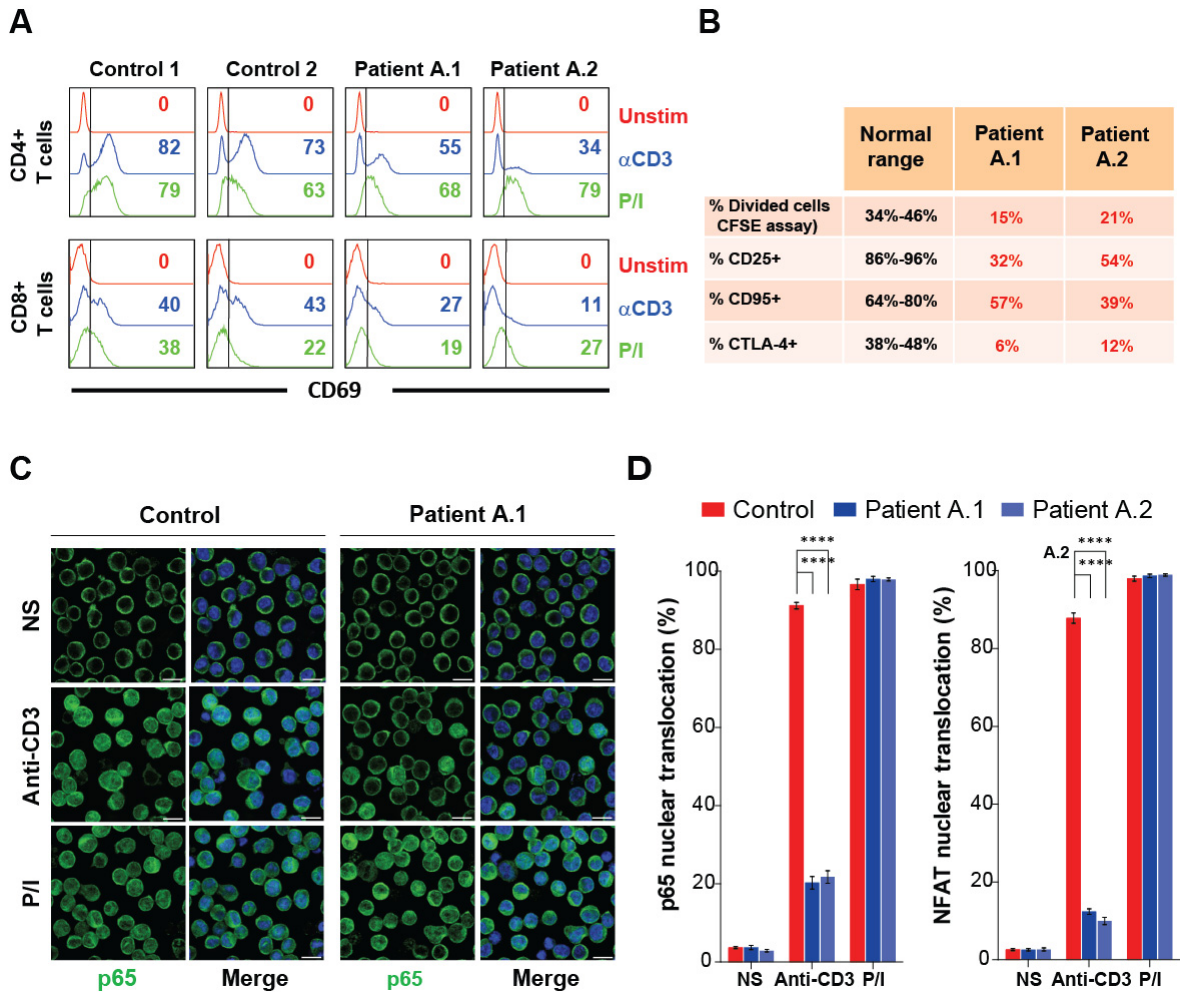 A
Control 1 Control 2 Patient A.1 Patient A.2
CD4+
T cells
0 0 0 0 Unstim
82 73 55 34 αCD3
79 63 68 79 P/I
CD8+
T cells
0 0 0 0 Unstim
40 43 27 11 αCD3
38 22 19 27 P/I
CD69
B
Normal
range
Patient
A.1
Patient
A.2
% Divided cells
CFSE assay)
34%-46% 15% 21%
% CD25+ 86%-96% 32% 54%
% CD95+ 64%-80% 57% 39%
% CTLA-4+ 38%-48% 6% 12%
C
Control Patient A.1
NS
Anti-CD3
P/I
p65 Merge p65 Merge
D
Control Patient A.1 Patient A.2
p65 nuclear translocation (%)
100
80
60
40
20
0
****
****
NS Anti-CD3 P/I
NFAT nuclear translocation (%)
100
80
60
40
20
0
A.2
****
****
NS Anti-CD3 P/I